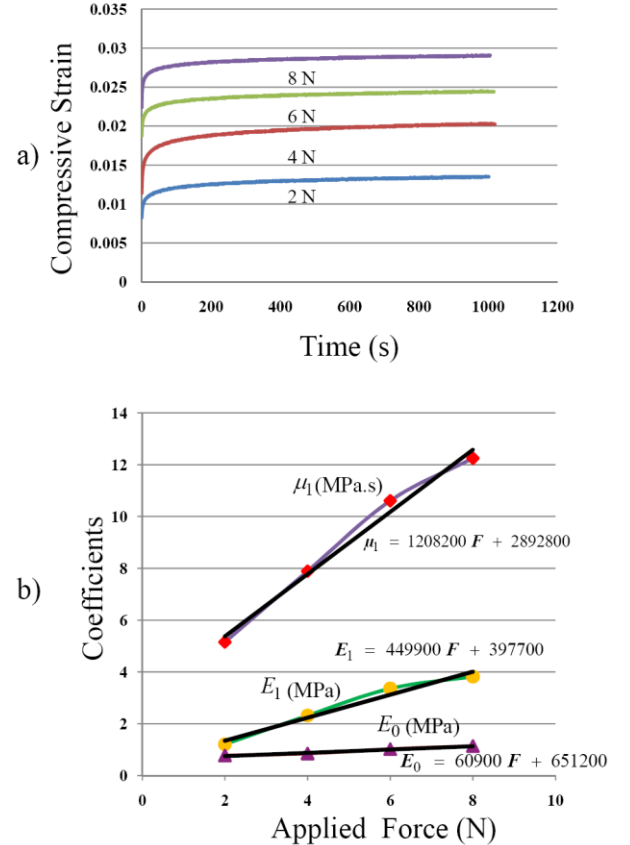 a)
Compressive Strain
0.035
0.03
0.025
0.02
0.015
0.01
0.005
0
8 N
6 N
4 N
2 N
0 200 400 600 800 1000 1200
Time (s)
b)
Coefficients
14
12
10
8
6
4
2
0
μ1 (MPa.s)
μ1 = 1208200 F + 2892800
E1 = 449900 F + 397700
E1 (MPa)
E0 (MPa)
E0 = 60900 F + 651200
0 2 4 6 8 10
Applied Force (N)